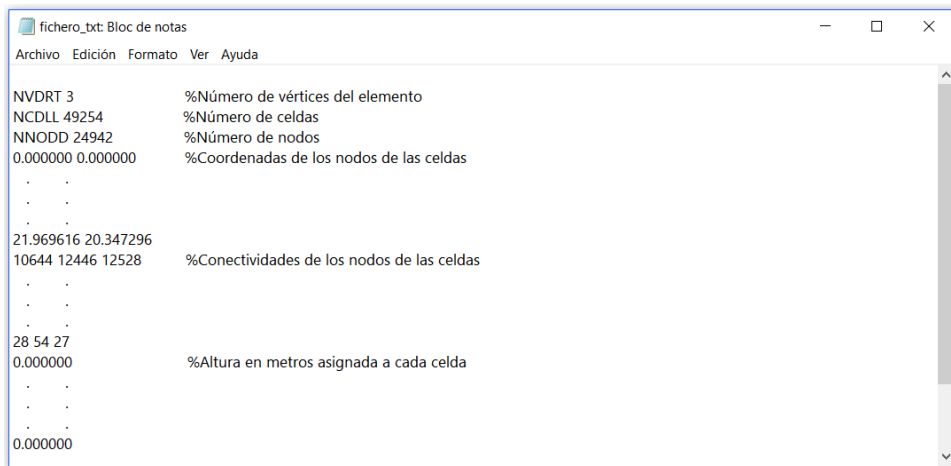 fichero_txt: Bloc de notas
Archivo Edición Formato Ver Ayuda
NVDRT 3 %Número de vértices del elemento
NCDLL 49254 %Número de celdas
NNODD 24942 %Número de nodos
0.000000 0.000000 %Coordenadas de los nodos de las celdas
. .
. .
. .
21.969616 20.347296
10644 12446 12528 %Conectividades de los nodos de las celdas
. .
. .
. .
28 54 27
0.000000 %Altura en metros asignada a cada celda
. .
. .
. .
0.000000